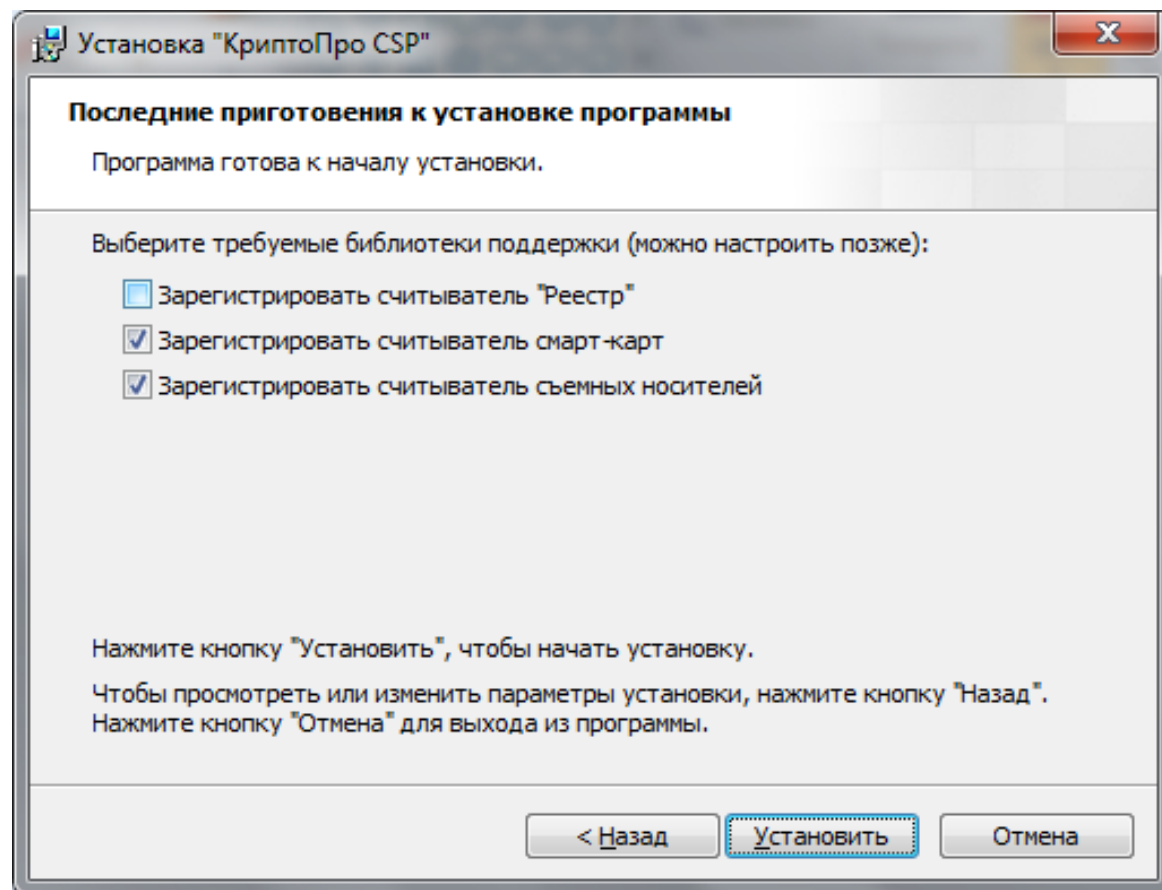 Установка "КриптоПро CSP"
Последние приготовения к установке программы
Программа готова к началу установки.
Выберите требуемые библиотеки поддержки (можно настроить позже):
Зарегистрировать считыватель "Реестр"
Зарегистрировать считыватель смарт-карт
Зарегистрировать считыватель съемных носителей
Нажмите кнопку "Установить", чтобы начать установку.
Чтобы просмотреть или изменить параметры установки, нажмите кнопку "Назад".
Нажмите кнопку "Отмена" для выхода из программы.
< Назад Установить Отмена